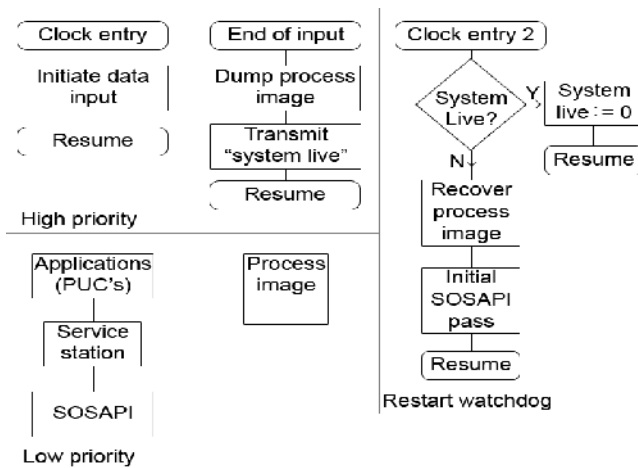 Clock entry
Initiate data
input
Resume
High priority
End of input
Dump process
image
Transmit
“system live”
Resume
Clock entry 2
System
Live?
Y
N
System
live := 0
Resume
Recover
process
image
Initial
SOSAPI
pass
Resume
Restart watchdog
Applications
(PUC's)
Service
station
SOSAPI
Low priority
Process
image